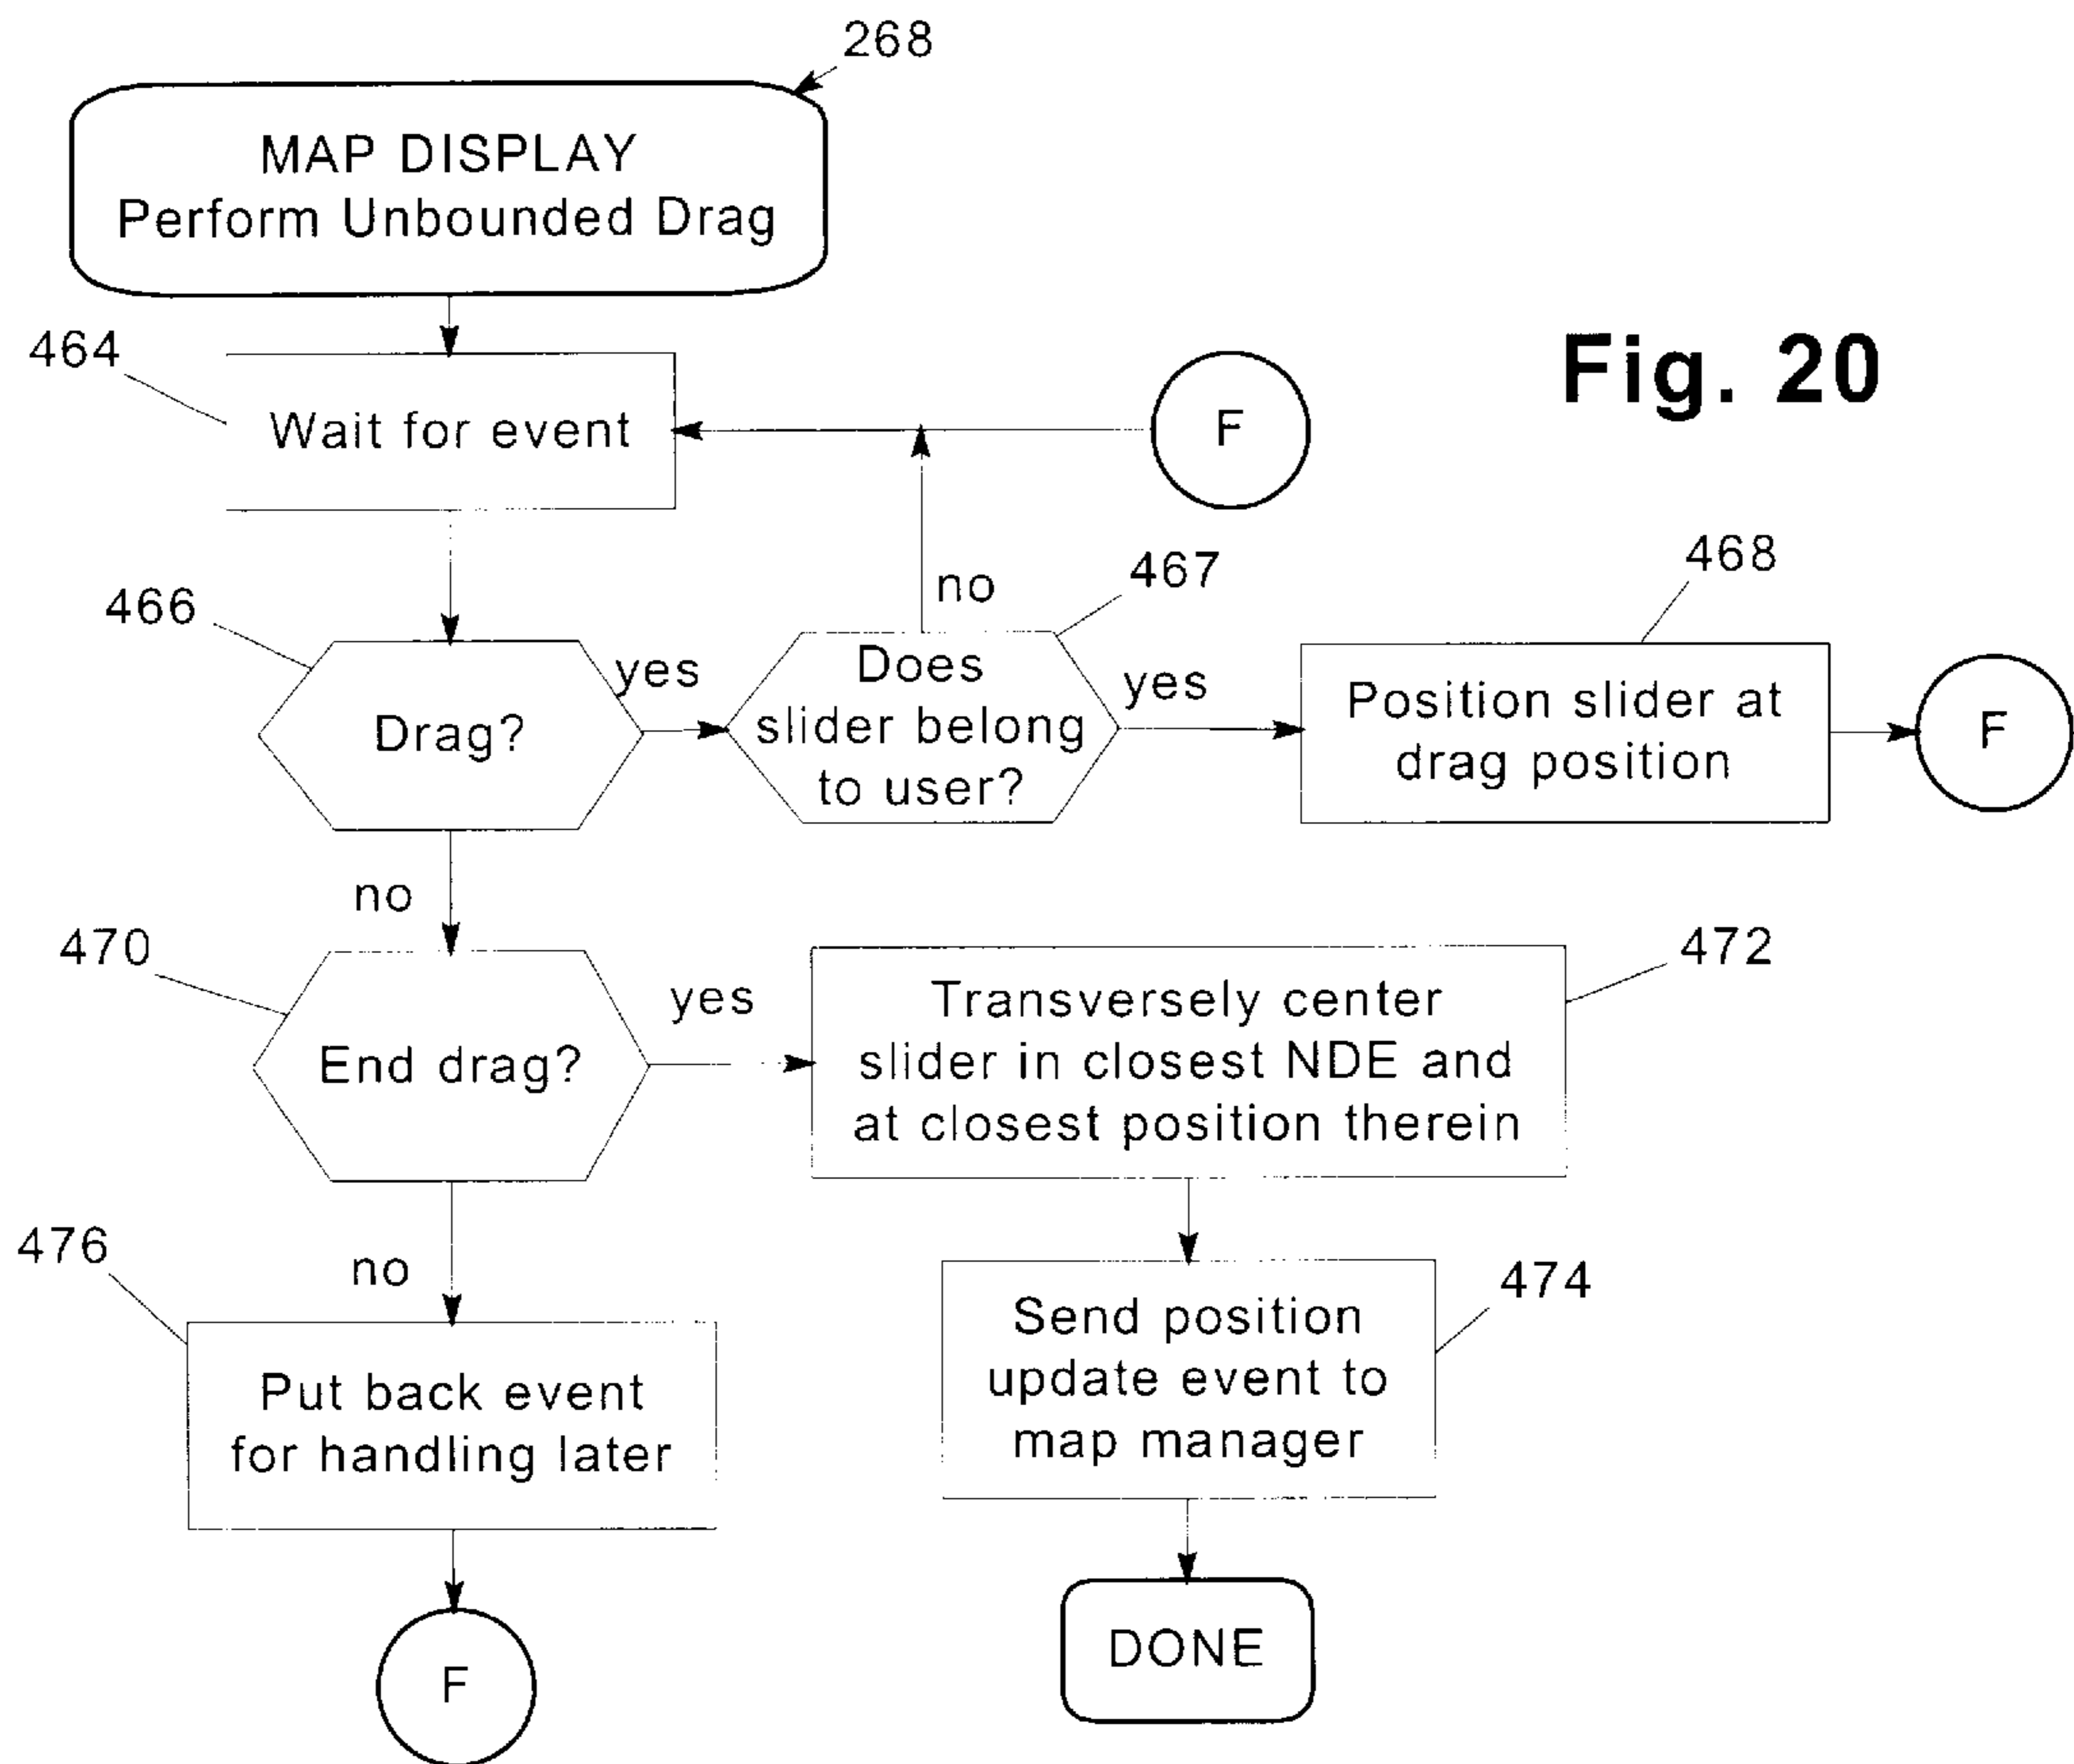 268
MAP DISPLAY
Perform Unbounded Drag
Fig. 20
464
Wait for event
F
no
467
468
466
yes
Drag?
Does
slider belong
to user?
yes
Position slider at
drag position
F
no
470
yes
472
End drag?
Transversely center
slider in closest NDE and
at closest position therein
476
no
474
Put back event
for handling later
Send position
update event to
map manager
F
DONE